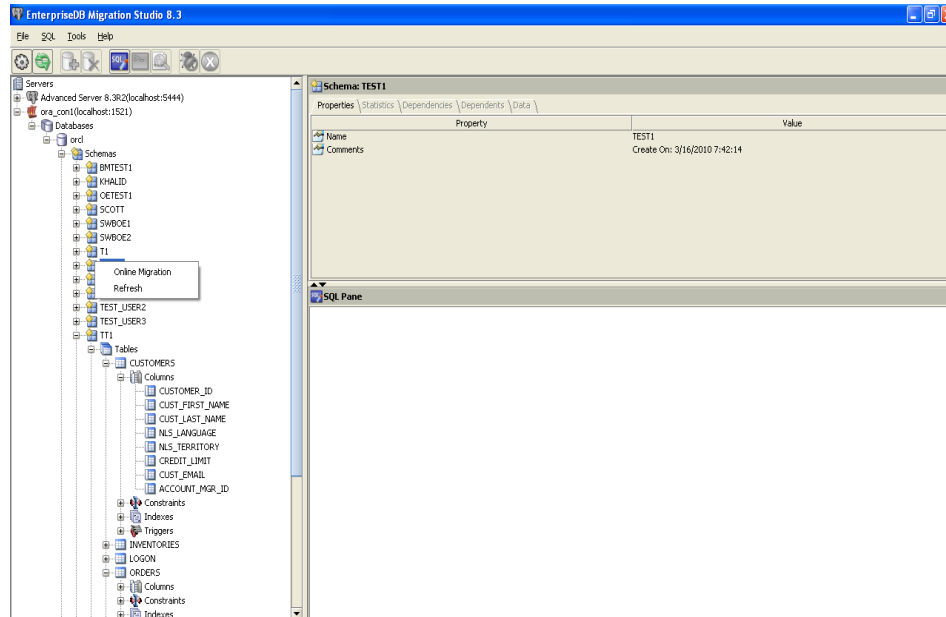 EnterpriseDB Migration Studio 8.3
File SQL Tools Help
SQL
Servers
Advanced Server 8.3R2(localhost:5444)
ora_con1(localhost:1521)
Databases
orcl
Schemas
BMTEST1
KHALID
OETEST1
SCOTT
SWBOE1
SWBOE2
T1
Online Migration
Refresh
TEST_USER2
TEST_USER3
TT1
Tables
CUSTOMERS
Columns
CUSTOMER_ID
CUST_FIRST_NAME
CUST_LAST_NAME
NLS_LANGUAGE
NLS_TERRITORY
CREDIT_LIMIT
CUST_EMAIL
ACCOUNT_MGR_ID
Constraints
Indexes
Triggers
INVENTORIES
LOGON
ORDERS
Columns
Constraints
Indexes
Schema: TEST1
Properties Statistics Dependencies Dependents Data
Property Value
Name TEST1
Comments Create On: 3/16/2010 7:42:14
SQL Pane